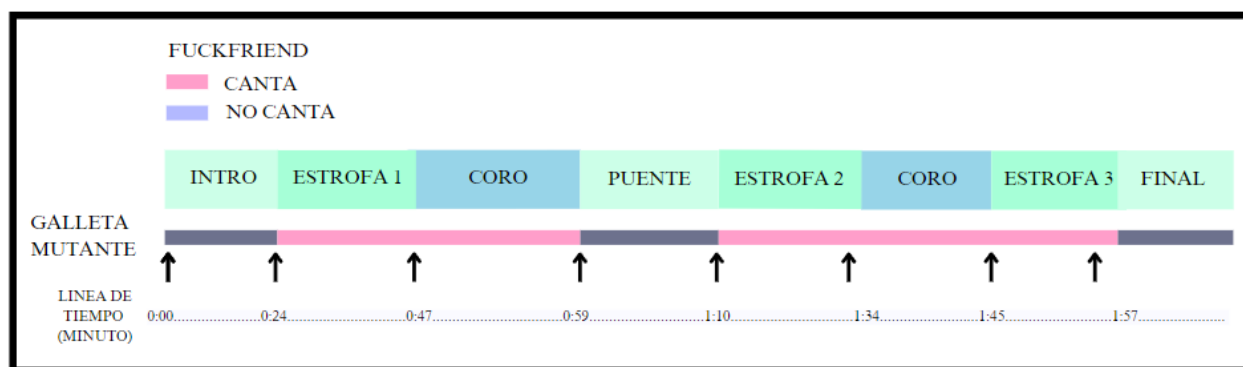 FUCKFRIEND
CANTA
NO CANTA
INTRO ESTROFA 1 CORO PUENTE ESTROFA 2 CORO ESTROFA 3 FINAL
GALLETA
MUTANTE
LINEA DE
TIEMPO
(MINUTO)
0:00 0:24 0:47 0:59 1:10 1:34 1:45 1:57